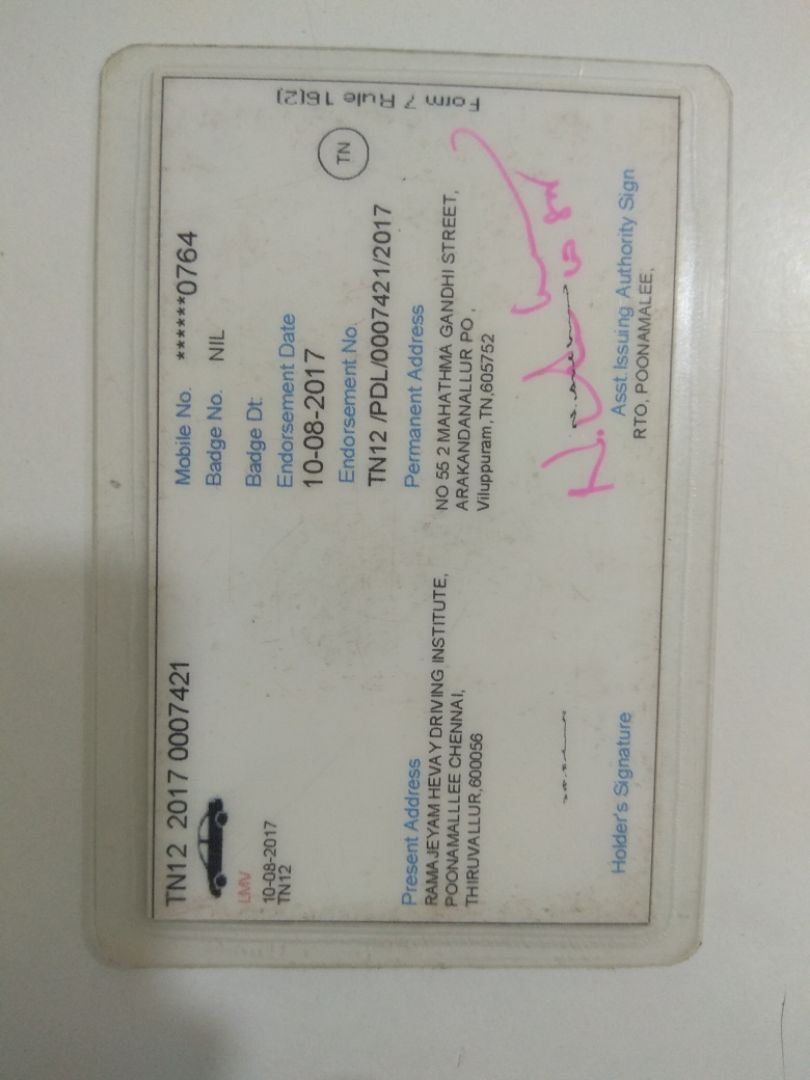 TN12 2017 0007421
LMV
10-08-2017
TN12
Mobile No. ******0764
Badge No. NIL
Badge Dt.
Endorsement Date
10-08-2017
Endorsement No.
TN12 /PDL/0007421/2017
TN
Form 7 Rule 16(2)
Present Address
RAMAJEYAM HEVAY DRIVING INSTITUTE,
POONAMALLLEE CHENNAI,
THIRUVALLUR,600056
Permanent Address
NO 55 2 MAHATHMA GANDHI STREET,
ARAKANDANALLUR PO ,
Viluppuram,TN,605752
Holder's Signature
Asst.Issuing Authority Sign
RTO, POONAMALEE,